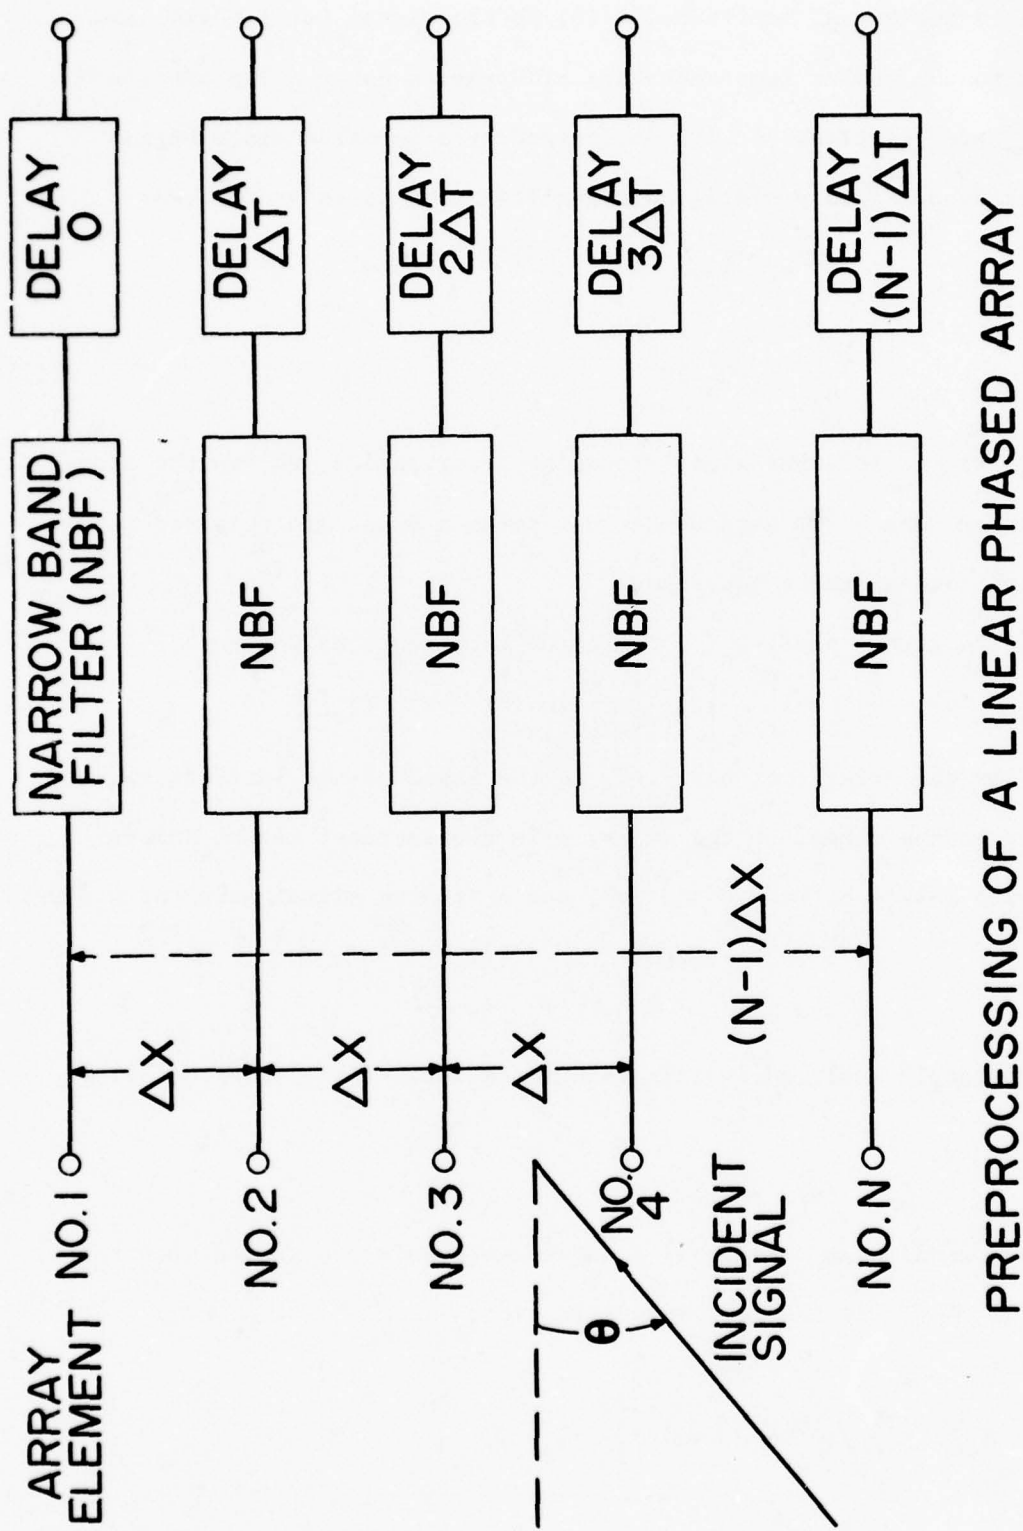 ARRAY
ELEMENT NO. 1
NARROW BAND
FILTER (NBF)
DELAY
0
ΔX
NO. 2
NBF
DELAY
ΔT
ΔX
NO. 3
NBF
DELAY
2ΔT
ΔX
NO.
4
NBF
DELAY
3ΔT
θ
INCIDENT
SIGNAL
(N-1)ΔX
NO. N
NBF
DELAY
(N-1)ΔT
PREPROCESSING OF A LINEAR PHASED ARRAY